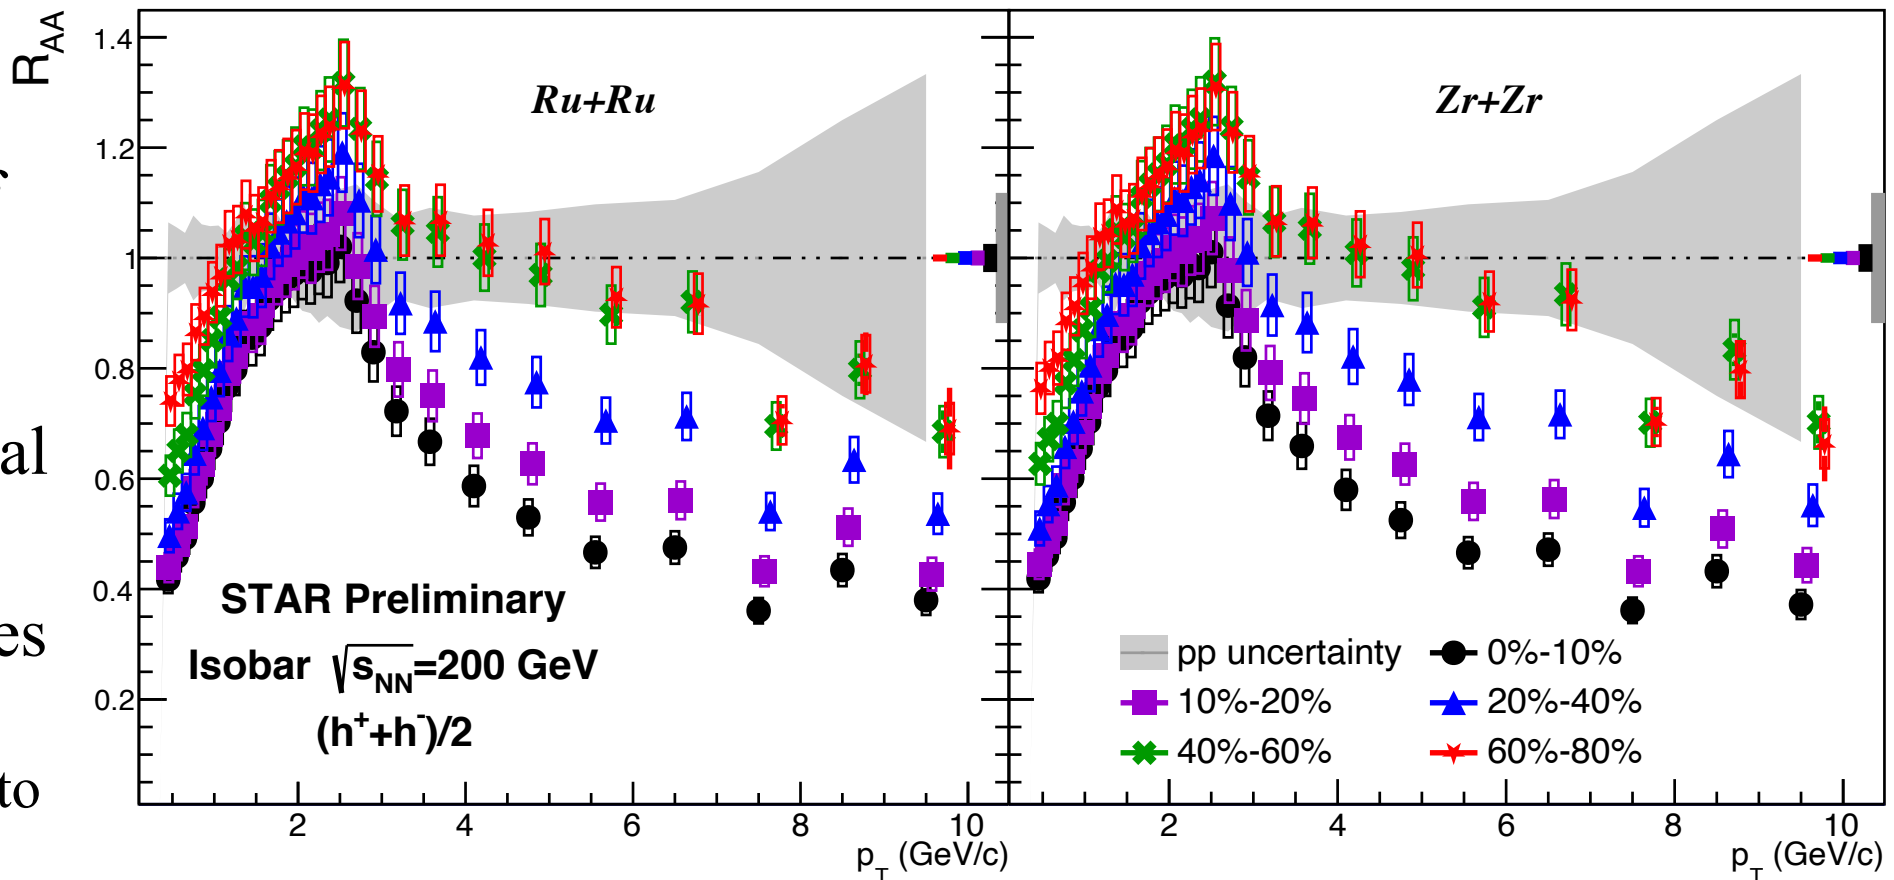 R_AA
1.4
1.2
1
0.8
0.6
0.4
0.2
Ru+Ru
Zr+Zr
al
es
to
STAR Preliminary
Isobar √s_NN=200 GeV
(h⁺+h⁻)/2
pp uncertainty
0%-10%
10%-20%
20%-40%
40%-60%
60%-80%
2 4 6 8 10
p_T (GeV/c)
2 4 6 8 10
p_T (GeV/c)